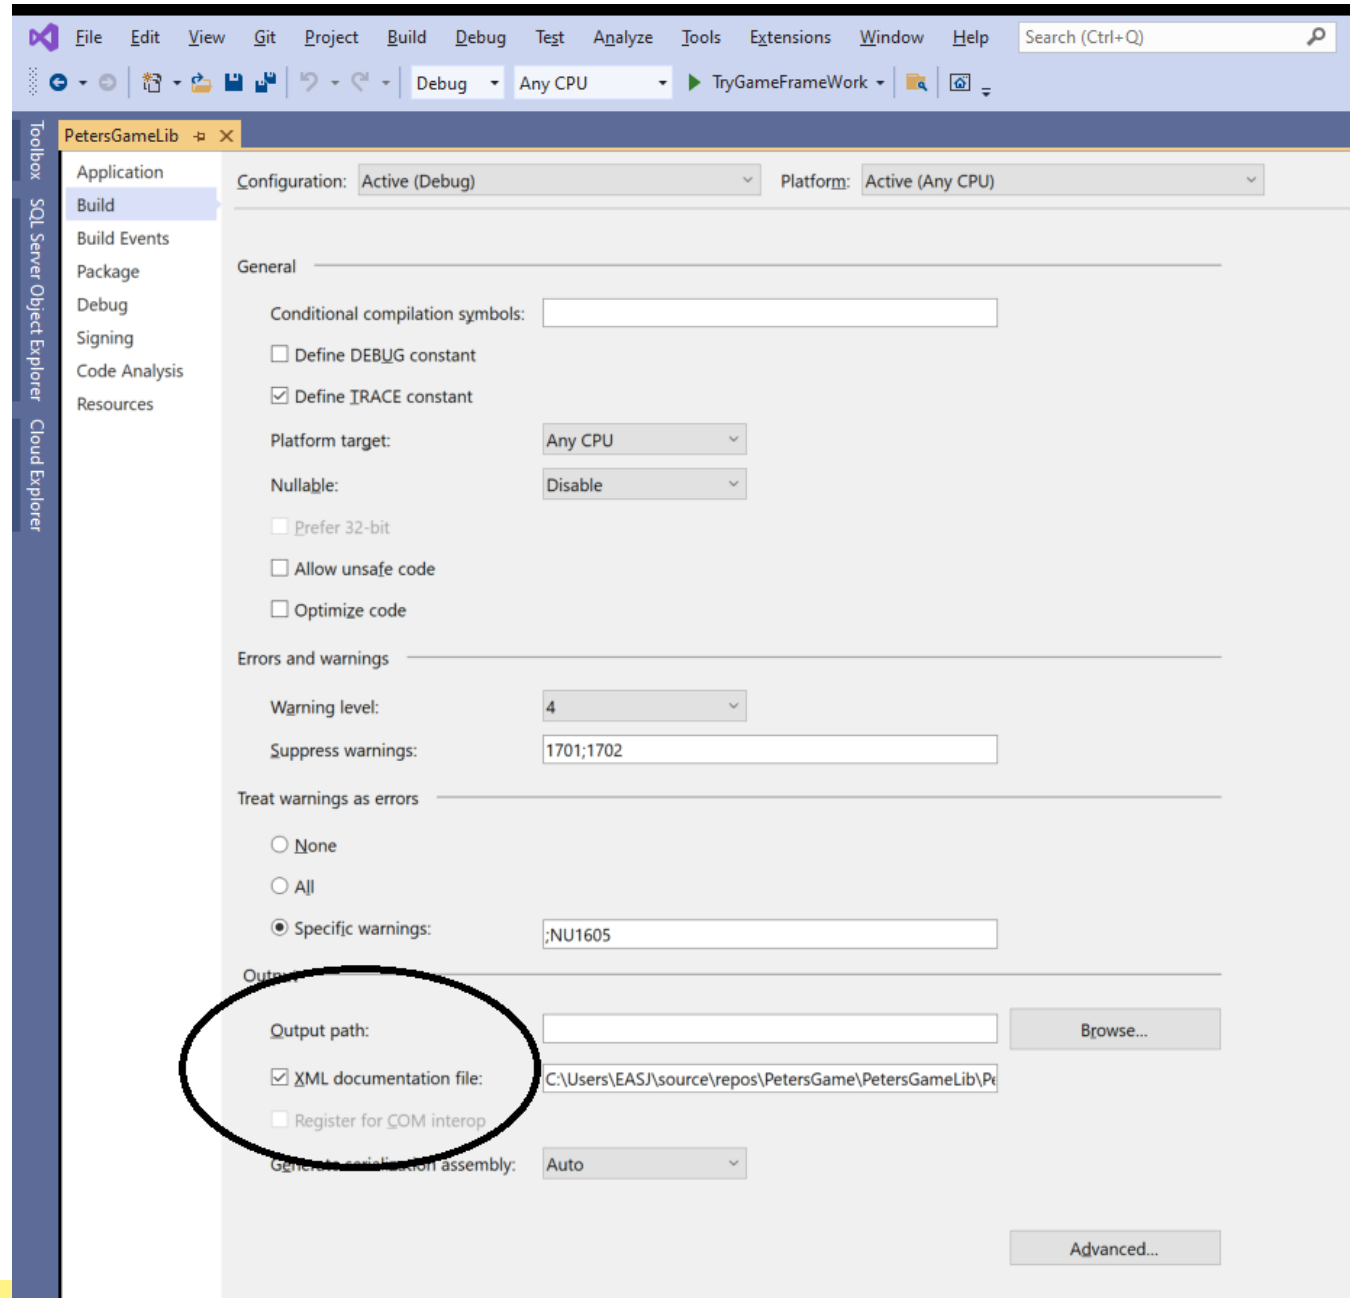 File Edit View Git Project Build Debug Test Analyze Tools Extensions Window Help Search (Ctrl+Q)
Debug Any CPU TryGameFrameWork
Toolbox
SQL Server Object Explorer
Cloud Explorer
PetersGameLib
Application
Build
Build Events
Package
Debug
Signing
Code Analysis
Resources
Configuration: Active (Debug) Platform: Active (Any CPU)
General
Conditional compilation symbols:
Define DEBUG constant
Define TRACE constant
Platform target: Any CPU
Nullable: Disable
Prefer 32-bit
Allow unsafe code
Optimize code
Errors and warnings
Warning level: 4
Suppress warnings: 1701;1702
Treat warnings as errors
None
All
Specific warnings: ;NU1605
Output
Output path: Browse...
XML documentation file: C:\Users\EASJ\source\repos\PetersGame\PetersGameLib\Pe
Register for COM interop
Generate serialization assembly: Auto
Advanced...